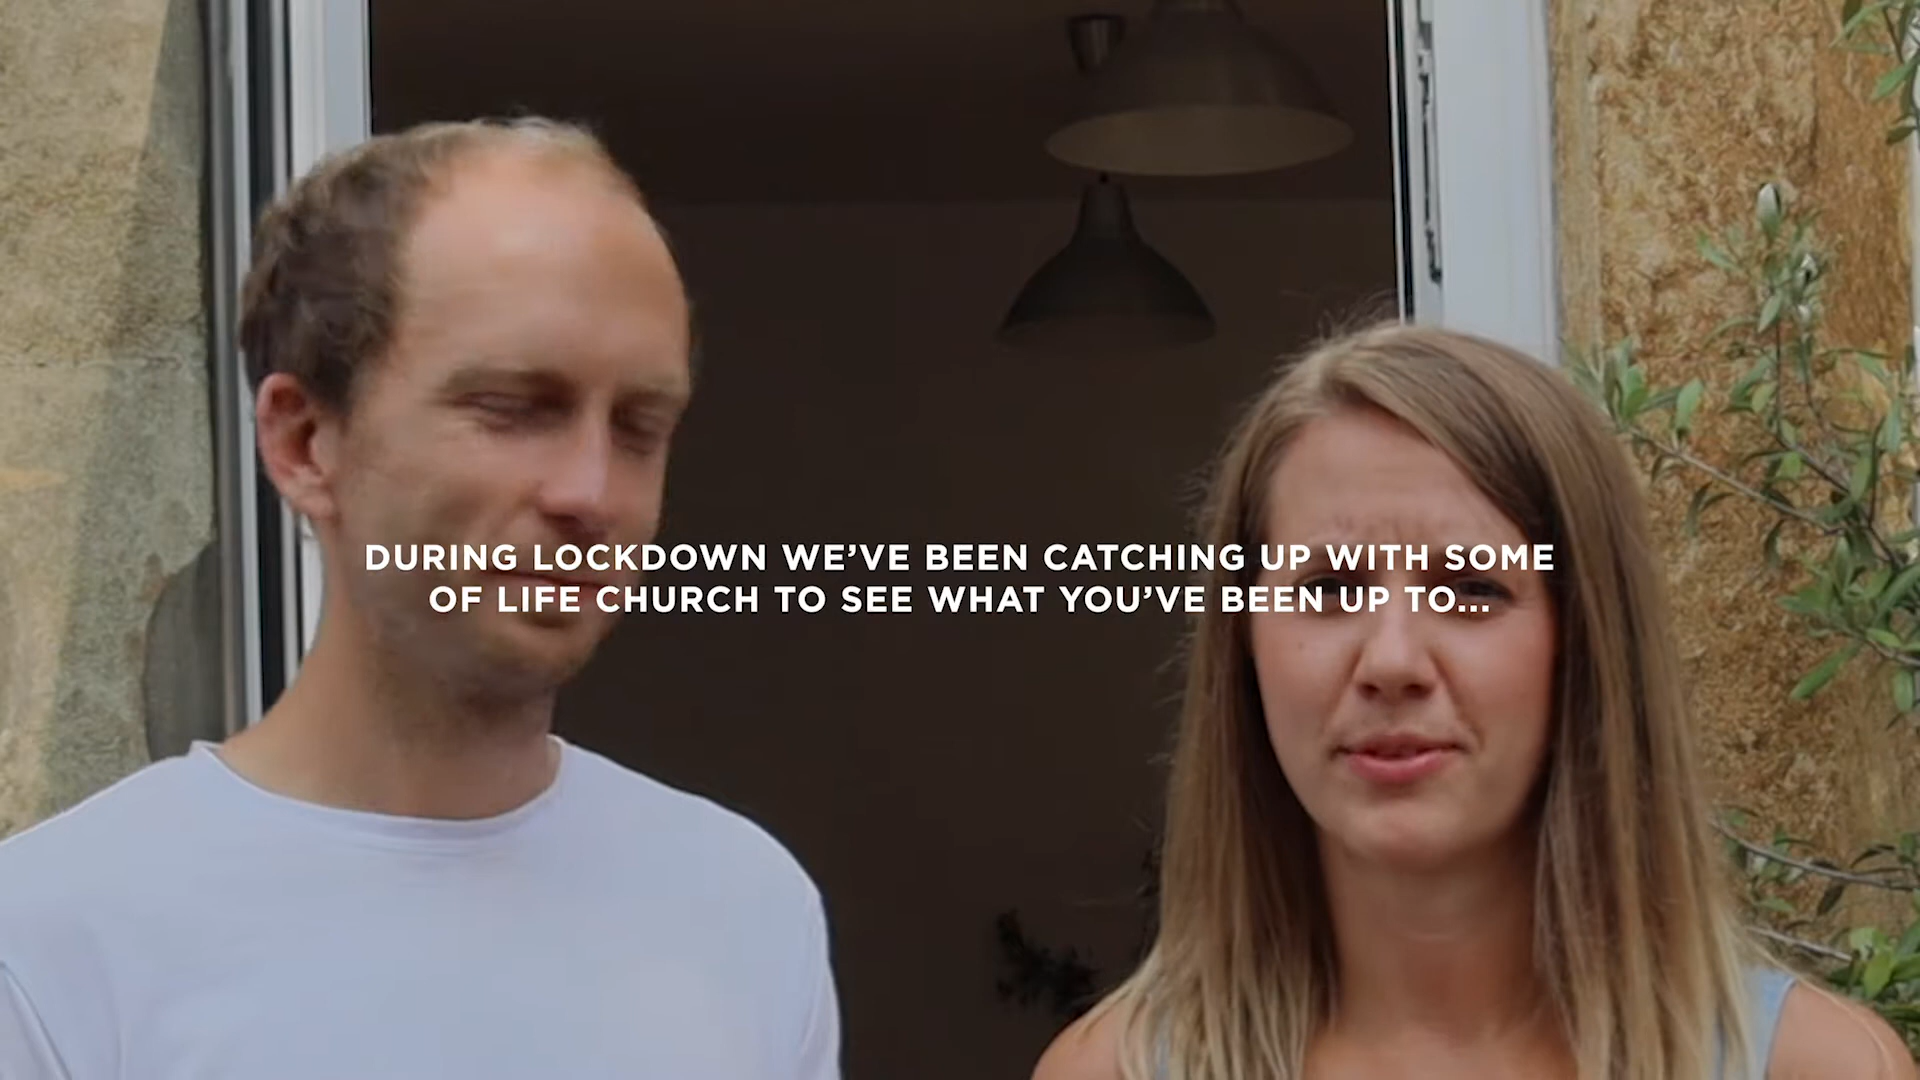 DURING LOCKDOWN WE’VE BEEN CATCHING UP WITH SOME
OF LIFE CHURCH TO SEE WHAT YOU’VE BEEN UP TO...